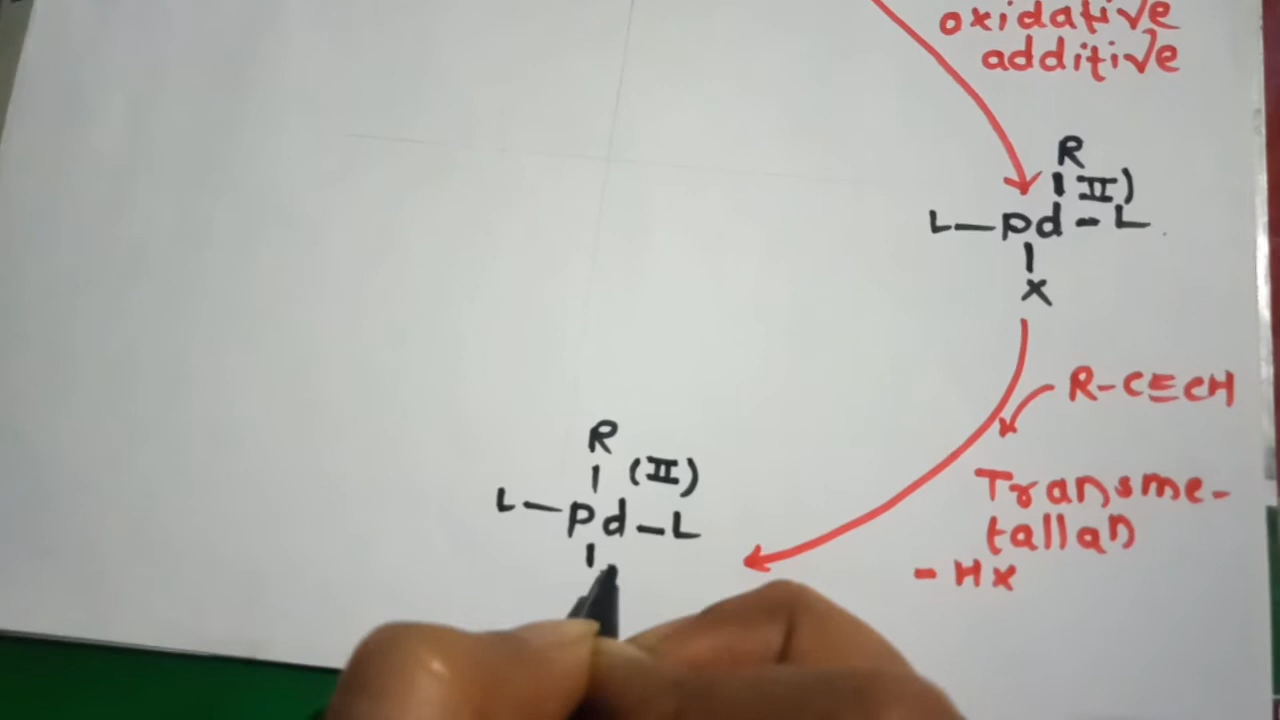 oxidative
additive
R
(II)
L-Pd-L
X
R-C≡CH
Transme-
tallan
- HX
R
(II)
L-Pd-L